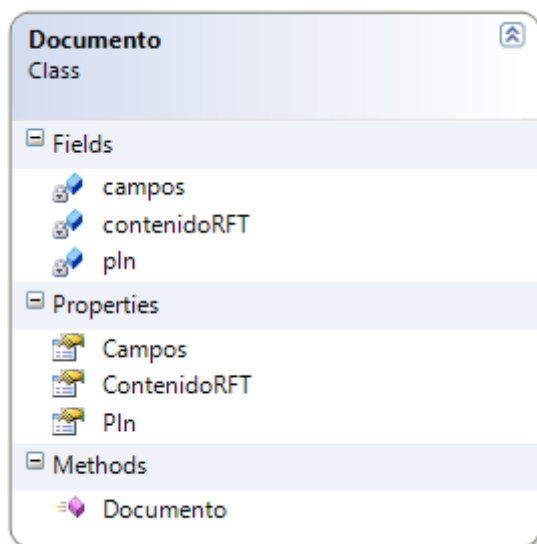 Documento
Class
Fields
campos
contenidoRFT
pln
Properties
Campos
ContenidoRFT
Pln
Methods
Documento